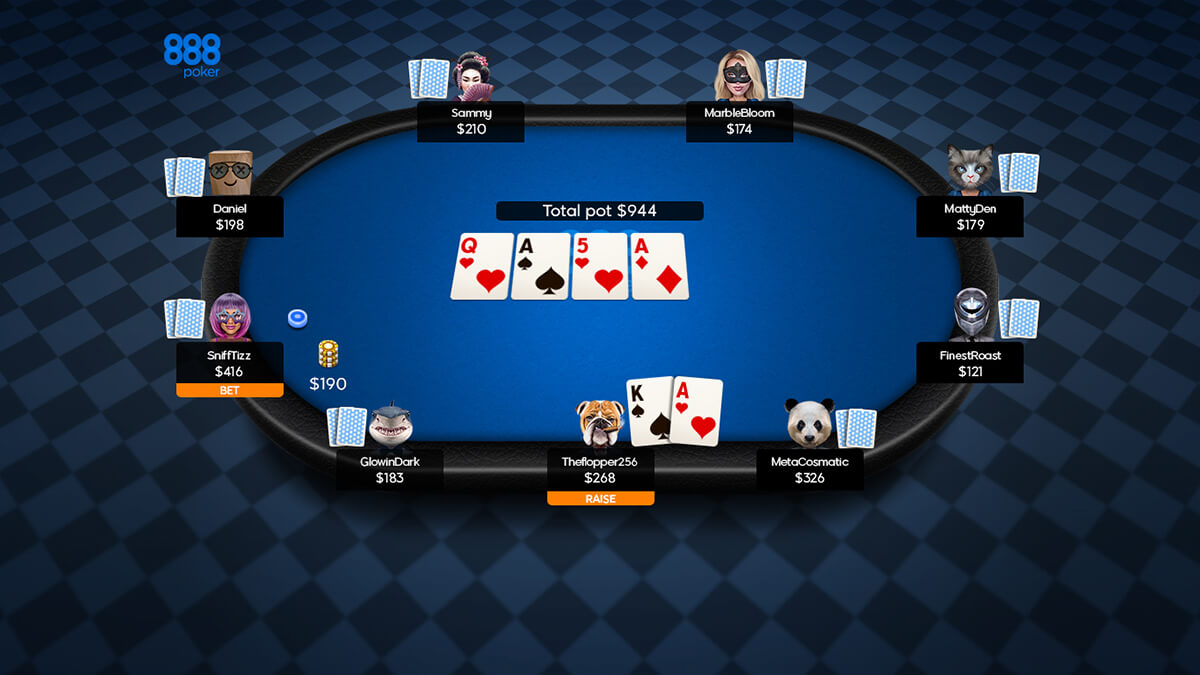 888
poker
Sammy
$210
MarbleBloom
$174
Daniel
$198
MattyDen
$179
Total pot $944
Q
A
5
A
SniffTizz
$416
BET
$190
FinestRoast
$121
K
A
GlowinDark
$183
Theflopper256
$268
RAISE
MetaCosmatic
$326